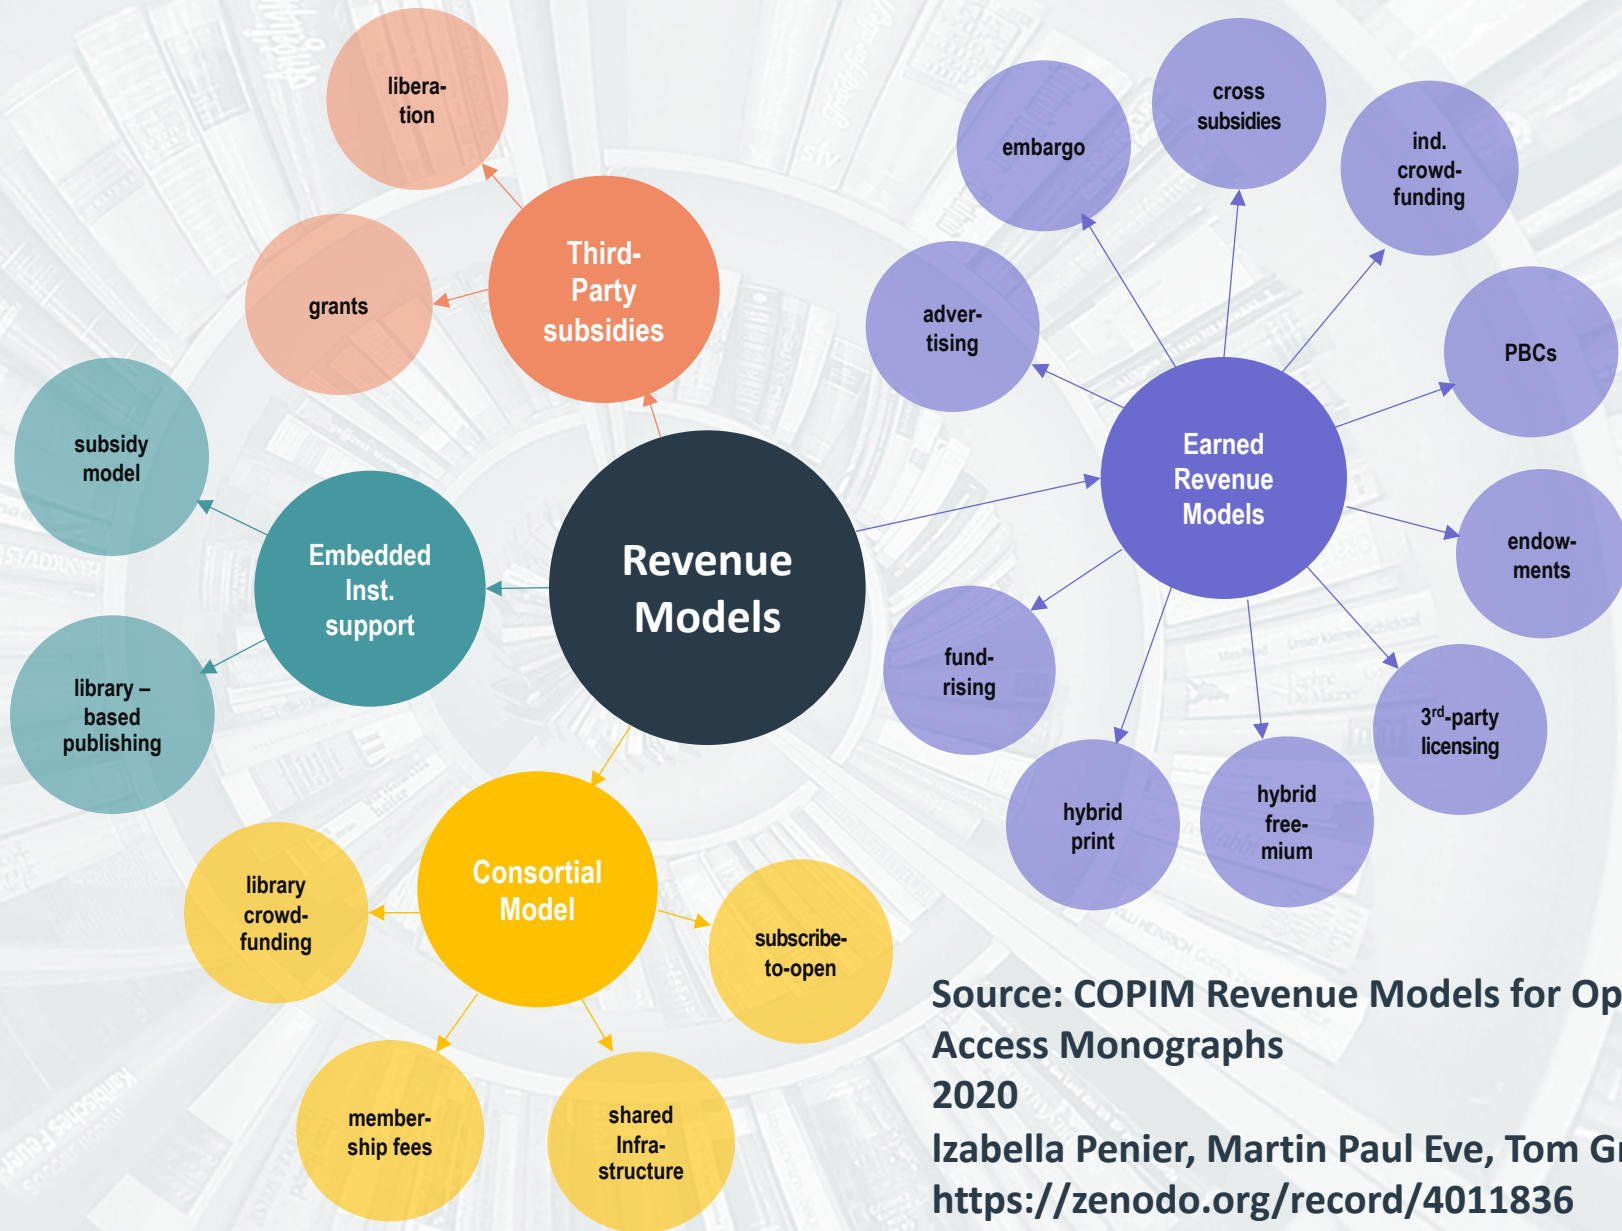 libera-
tion
grants
Third-
Party
subsidies
subsidy
model
library –
based
publishing
Embedded
Inst.
support
Revenue
Models
library
crowd-
funding
member-
ship fees
shared
Infra-
structure
subscribe-
to-open
Consortial
Model
embargo
cross
subsidies
ind.
crowd-
funding
adver-
tising
PBCs
Earned
Revenue
Models
endow-
ments
fund-
rising
3rd-party
licensing
hybrid
print
hybrid
free-
mium
Source: COPIM Revenue Models for Op
Access Monographs
2020
Izabella Penier, Martin Paul Eve, Tom Gr
https://zenodo.org/record/4011836